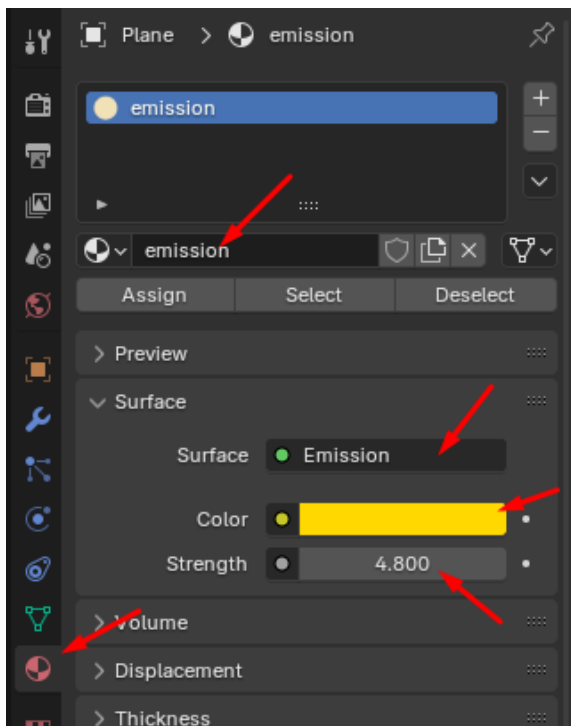 Plane > emission
emission
emission
Assign Select Deselect
Preview
Surface
Surface Emission
Color
Strength 4.800
Volume
Displacement
Thickness